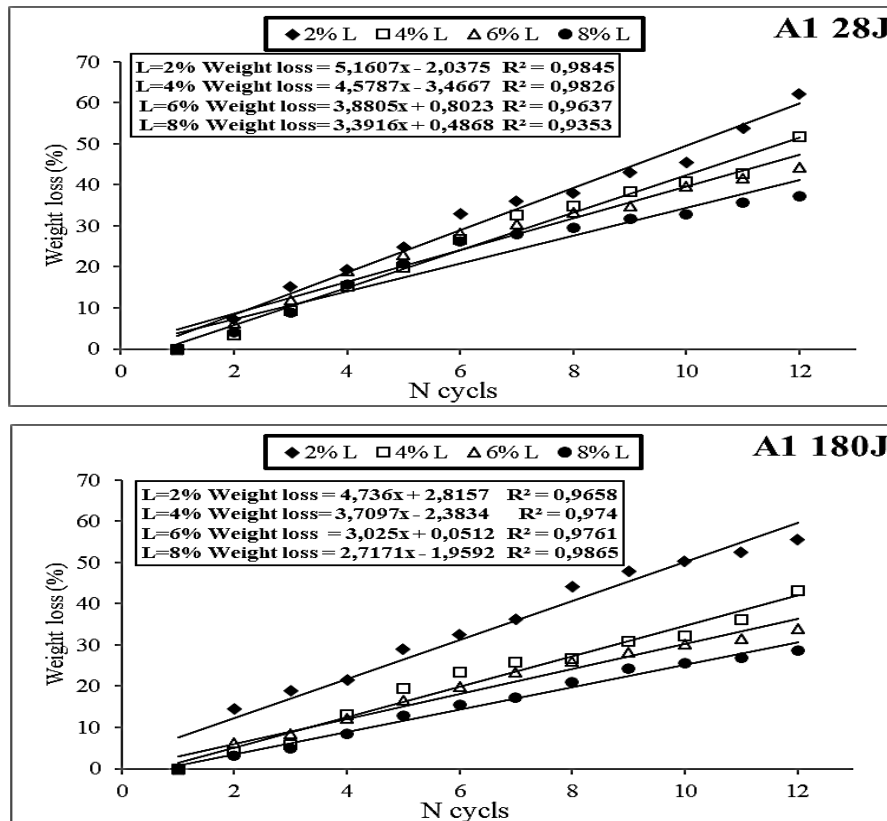 A1 28J
2% L 4% L 6% L 8% L
L=2% Weight loss = 5,1607x - 2,0375 R² = 0,9845
L=4% Weight loss= 4,5787x - 3,4667 R² = 0,9826
L=6% Weight loss= 3,8805x + 0,8023 R² = 0,9637
L=8% Weight loss= 3,3916x + 0,4868 R² = 0,9353
Weight loss (%)
70
60
50
40
30
20
10
0
0 2 4 6 8 10 12
N cycls
A1 180J
2% L 4% L 6% L 8% L
L=2% Weight loss = 4,736x + 2,8157 R² = 0,9658
L=4% Weight loss = 3,7097x - 2,3834 R² = 0,974
L=6% Weight loss = 3,025x + 0,0512 R² = 0,9761
L=8% Weight loss = 2,7171x - 1,9592 R² = 0,9865
Weight loss (%)
70
60
50
40
30
20
10
0
0 2 4 6 8 10 12
N cycls